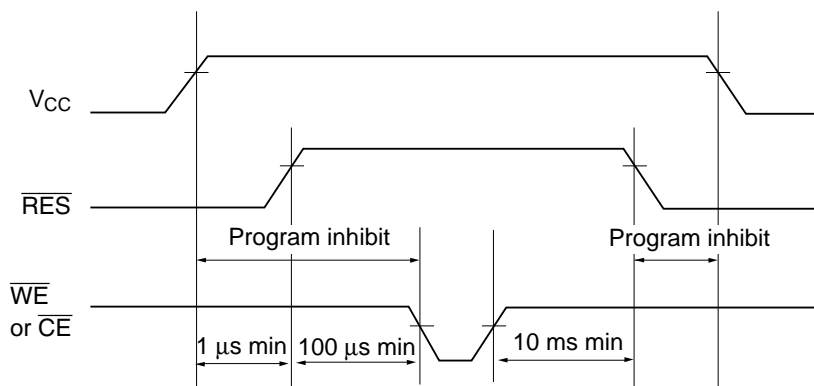 VCC
RES
Program inhibit
Program inhibit
WE
or CE
1 μs min
100 μs min
10 ms min